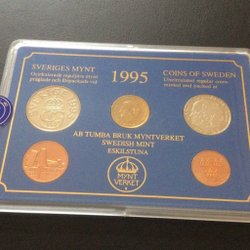 SVERIGES MYNT
1995
COINS OF SWEDEN
Ocirkulerade reguljära mynt
präglade och förpackade vid
Uncirculated regular coins
minted and packed at
AB TUMBA BRUK MYNTVERKET
SWEDISH MINT
ESKILSTUNA
MYNT
VERKET